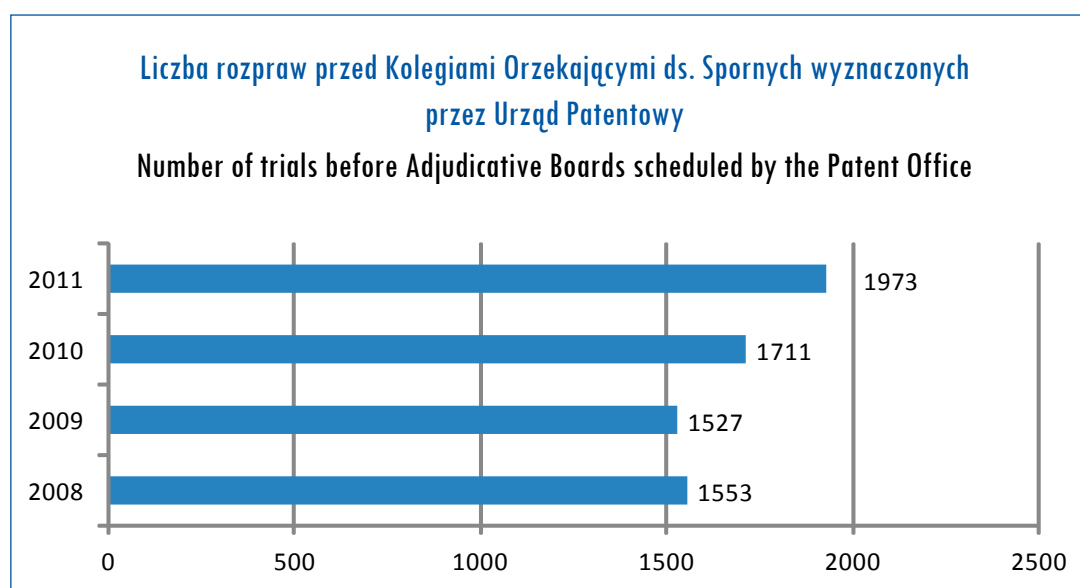 Liczba rozpraw przed Kolegiami Orzekającymi ds. Spornych wyznaczonych
przez Urząd Patentowy
Number of trials before Adjudicative Boards scheduled by the Patent Office
2011 1973
2010 1711
2009 1527
2008 1553
0 500 1000 1500 2000 2500